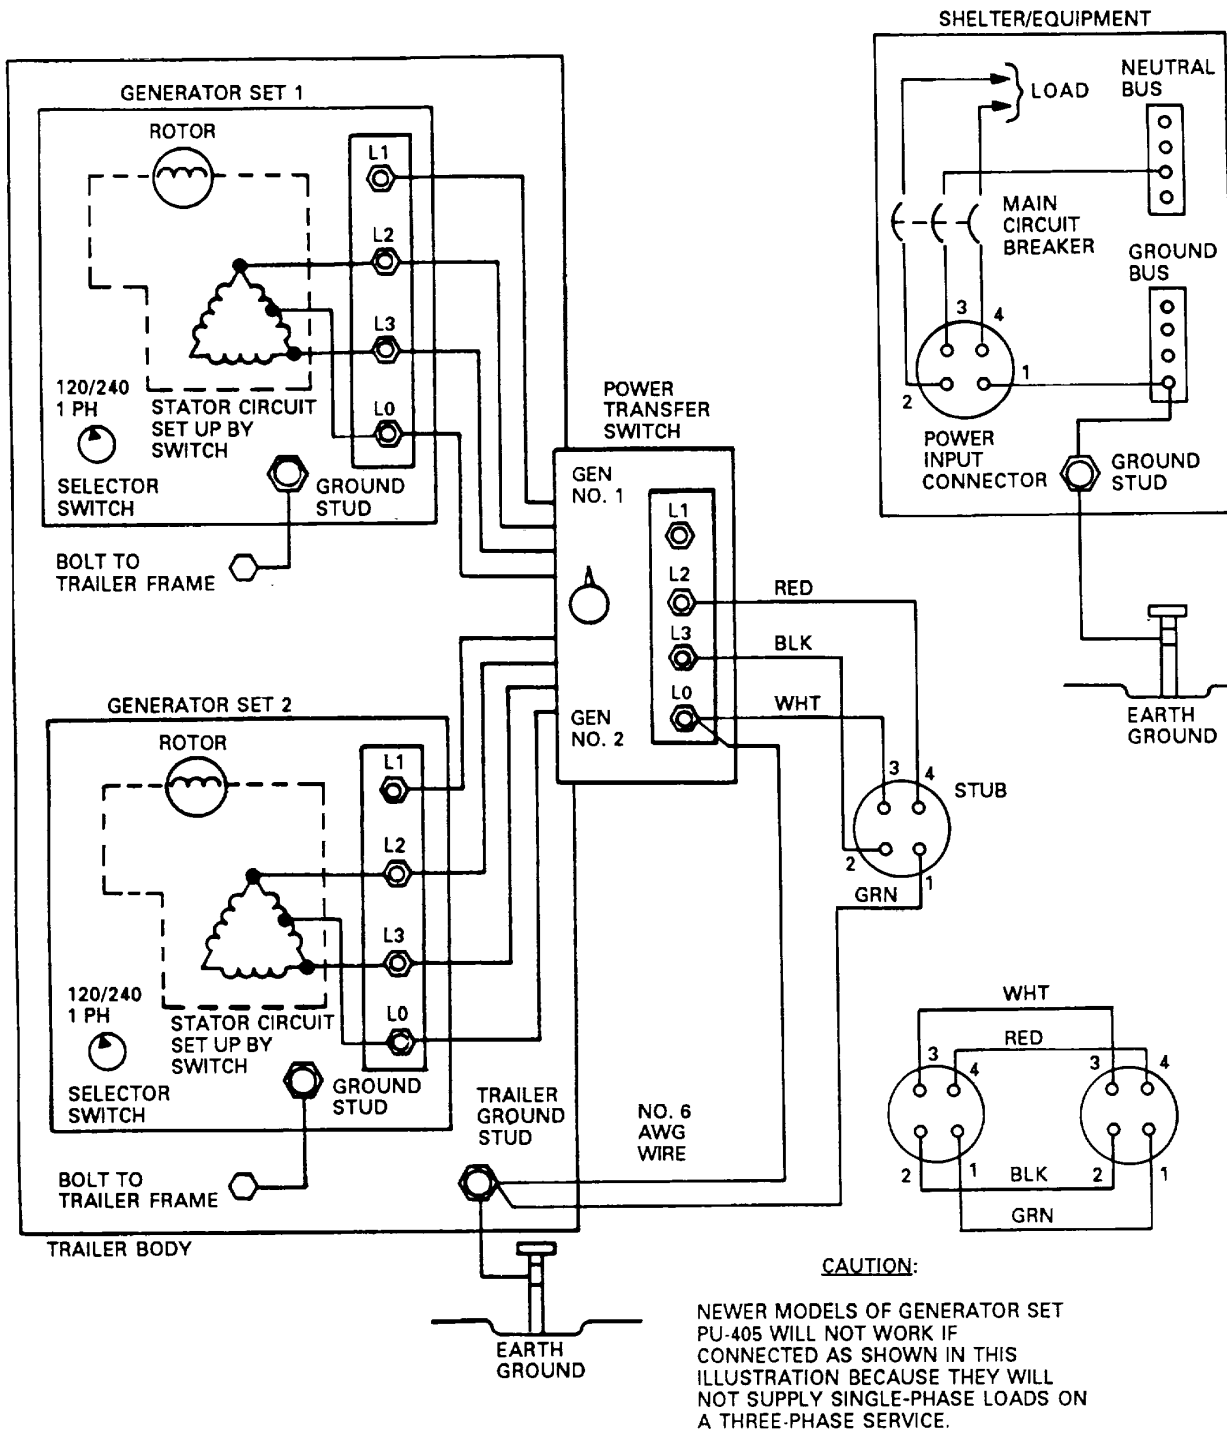 SHELTER/EQUIPMENT
LOAD
NEUTRAL
BUS
MAIN
CIRCUIT
BREAKER
GROUND
BUS
3
4
1
2
POWER
INPUT
CONNECTOR
GROUND
STUD
EARTH
GROUND
GENERATOR SET 1
ROTOR
L1
L2
L3
L0
120/240
1 PH
STATOR CIRCUIT
SET UP BY
SWITCH
SELECTOR
SWITCH
GROUND
STUD
BOLT TO
TRAILER FRAME
POWER
TRANSFER
SWITCH
GEN
NO. 1
L1
L2
L3
L0
GEN
NO. 2
RED
BLK
WHT
3
4
STUB
2
1
GRN
GENERATOR SET 2
ROTOR
L1
L2
L3
L0
120/240
1 PH
STATOR CIRCUIT
SET UP BY
SWITCH
SELECTOR
SWITCH
GROUND
STUD
BOLT TO
TRAILER FRAME
TRAILER
GROUND
STUD
NO. 6
AWG
WIRE
TRAILER BODY
EARTH
GROUND
WHT
RED
3
4
3
4
2
1
2
1
BLK
GRN
CAUTION:
NEWER MODELS OF GENERATOR SET
PU-405 WILL NOT WORK IF
CONNECTED AS SHOWN IN THIS
ILLUSTRATION BECAUSE THEY WILL
NOT SUPPLY SINGLE-PHASE LOADS ON
A THREE-PHASE SERVICE.